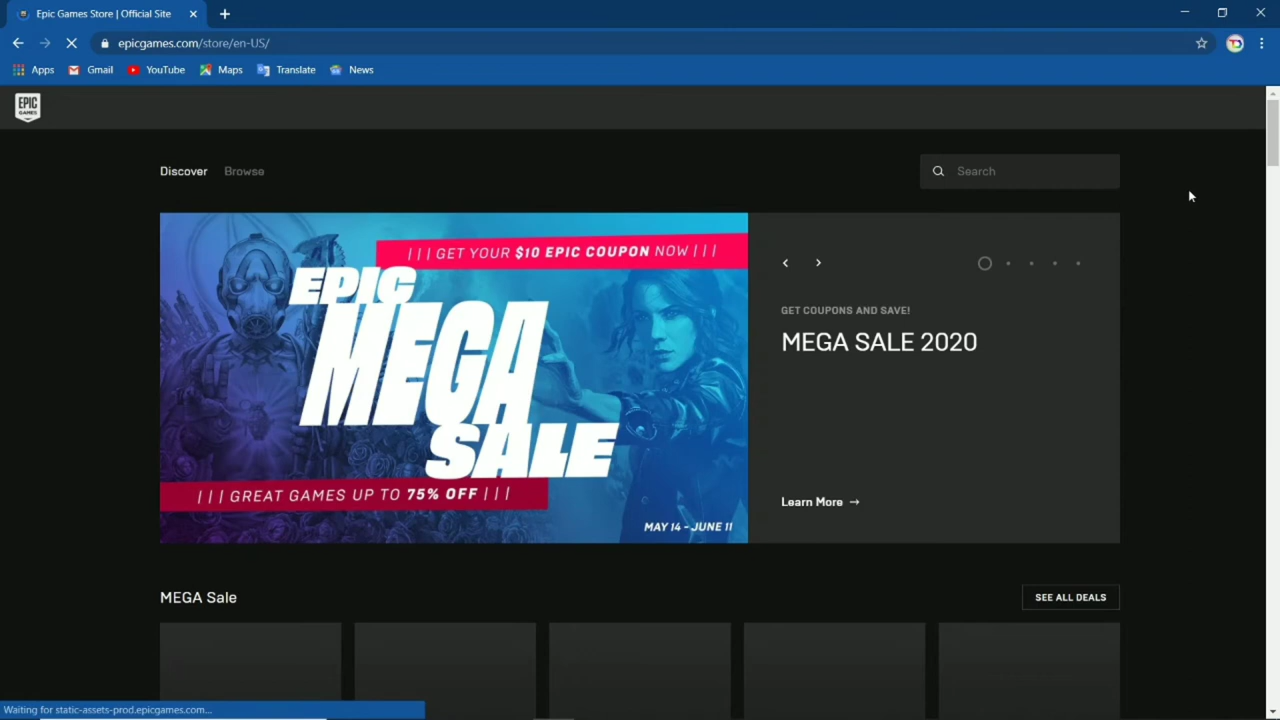 Epic Games Store | Official Site
epicgames.com/store/en-US/
Apps Gmail YouTube Maps Translate News
EPIC
GAMES
Discover Browse
Search
| | | GET YOUR $10 EPIC COUPON NOW | | |
EPIC
MEGA
SALE
| | | GREAT GAMES UP TO 75% OFF | | |
MAY 14 - JUNE 11
GET COUPONS AND SAVE!
MEGA SALE 2020
Learn More →
MEGA Sale
SEE ALL DEALS
Waiting for static-assets-prod.epicgames.com...